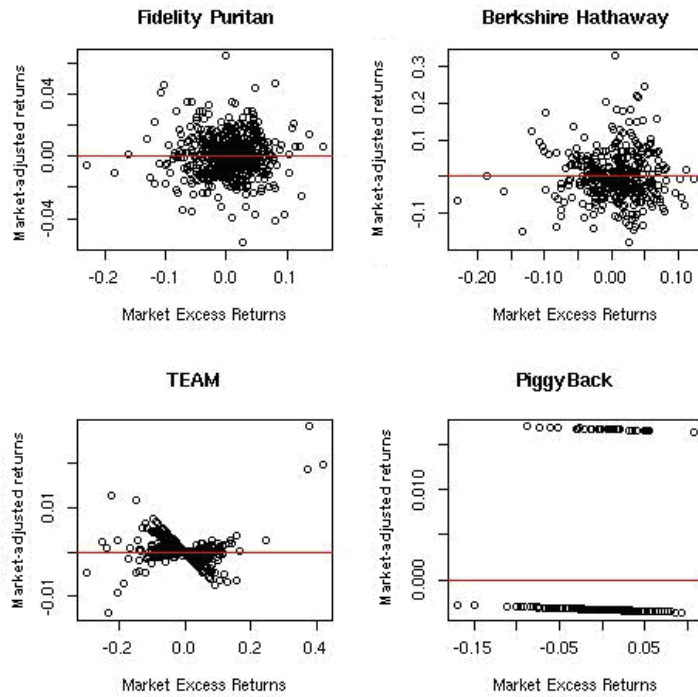 Fidelity Puritan
Market-adjusted returns
-0.04 0.00 0.04
-0.2 -0.1 0.0 0.1
Market Excess Returns
Berkshire Hathaway
Market-adjusted returns
-0.1 0.1 0.2 0.3
-0.20 -0.10 0.00 0.10
Market Excess Returns
TEAM
Market-adjusted returns
-0.01 0.01
-0.2 0.0 0.2 0.4
Market Excess Returns
PiggyBack
Market-adjusted returns
0.000 0.010
-0.15 -0.05 0.05
Market Excess Returns